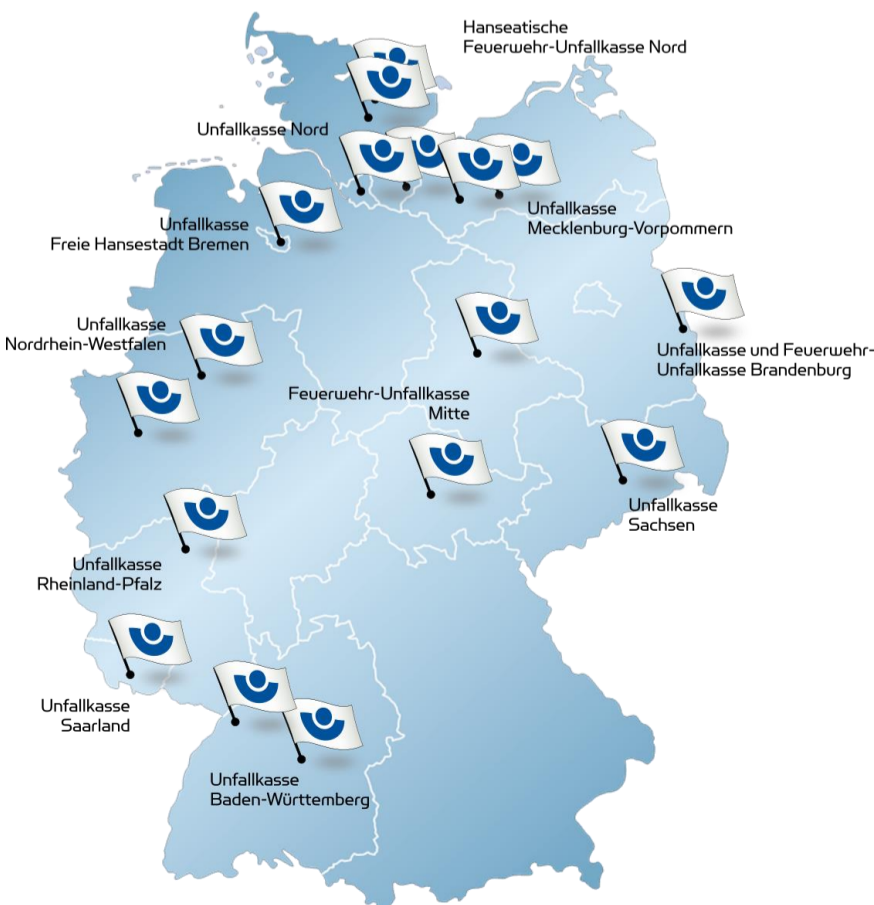 Hanseatische
Feuerwehr-Unfallkasse Nord
Unfallkasse Nord
Unfallkasse
Mecklenburg-Vorpommern
Unfallkasse
Freie Hansestadt Bremen
Unfallkasse
Nordrhein-Westfalen
Unfallkasse und Feuerwehr-
Unfallkasse Brandenburg
Feuerwehr-Unfallkasse
Mitte
Unfallkasse
Sachsen
Unfallkasse
Rheinland-Pfalz
Unfallkasse
Saarland
Unfallkasse
Baden-Württemberg